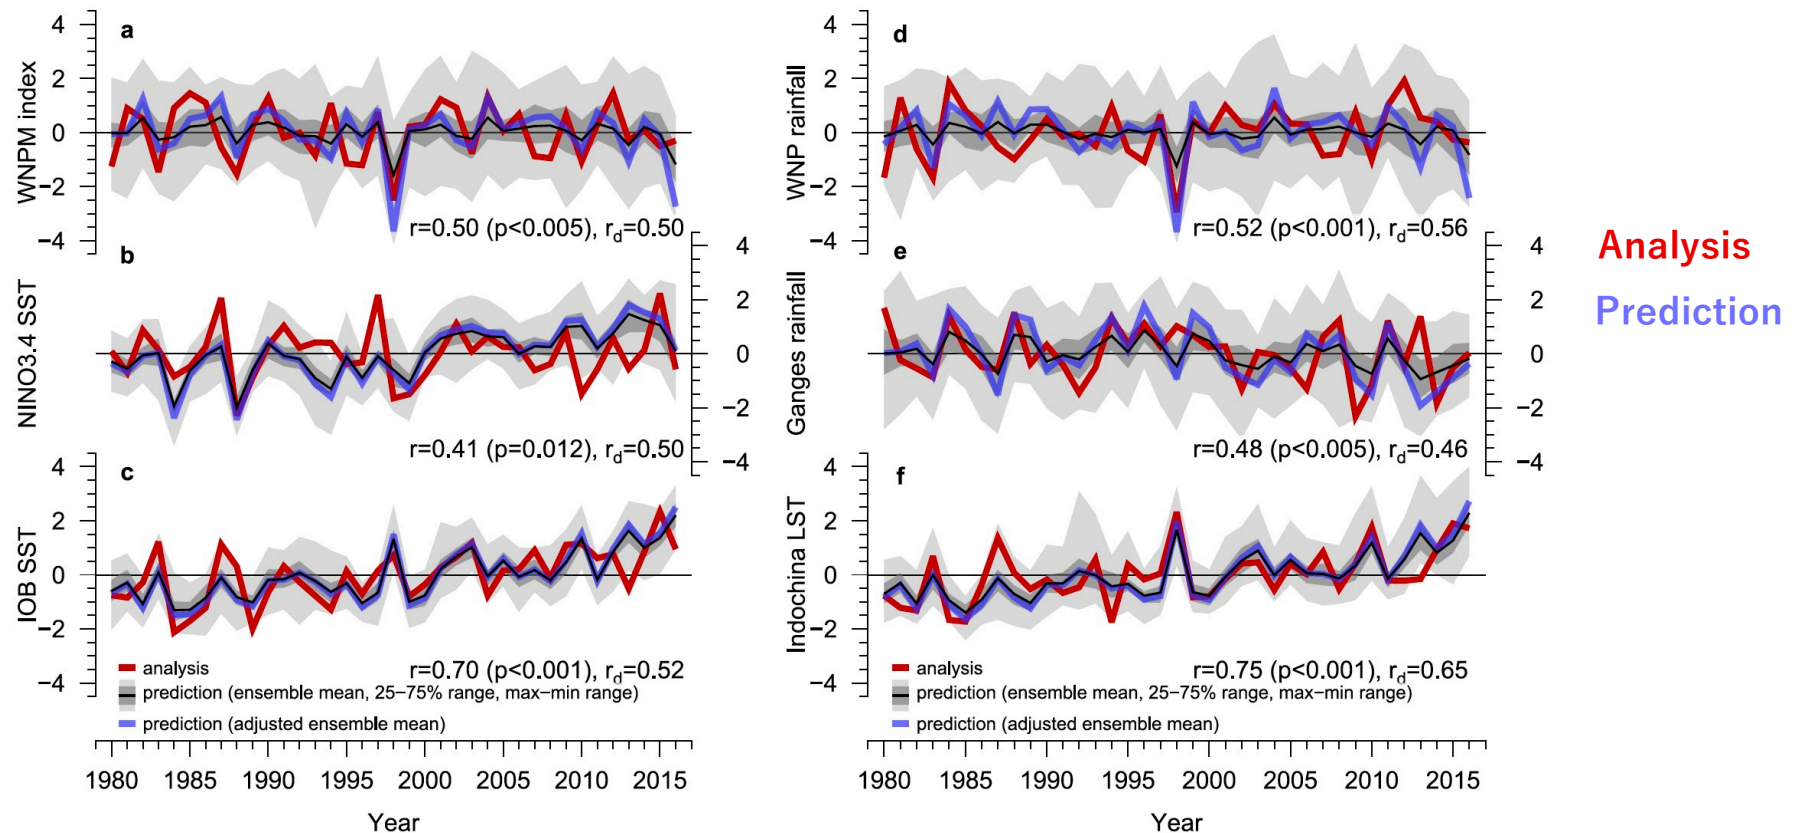 a
WNPM index
4
2
0
−2
−4
r=0.50 (p<0.005), rd=0.50
b
NINO3.4 SST
4
2
0
−2
−4
r=0.41 (p=0.012), rd=0.50
c
IOB SST
4
2
0
−2
−4
r=0.70 (p<0.001), rd=0.52
analysis
prediction (ensemble mean, 25−75% range, max−min range)
prediction (adjusted ensemble mean)
1980 1985 1990 1995 2000 2005 2010 2015
Year
d
WNP rainfall
4
2
0
−2
−4
r=0.52 (p<0.001), rd=0.56
e
Ganges rainfall
4
2
0
−2
−4
r=0.48 (p<0.005), rd=0.46
f
Indochina LST
4
2
0
−2
−4
r=0.75 (p<0.001), rd=0.65
analysis
prediction (ensemble mean, 25−75% range, max−min range)
prediction (adjusted ensemble mean)
1980 1985 1990 1995 2000 2005 2010 2015
Year
Analysis
Prediction